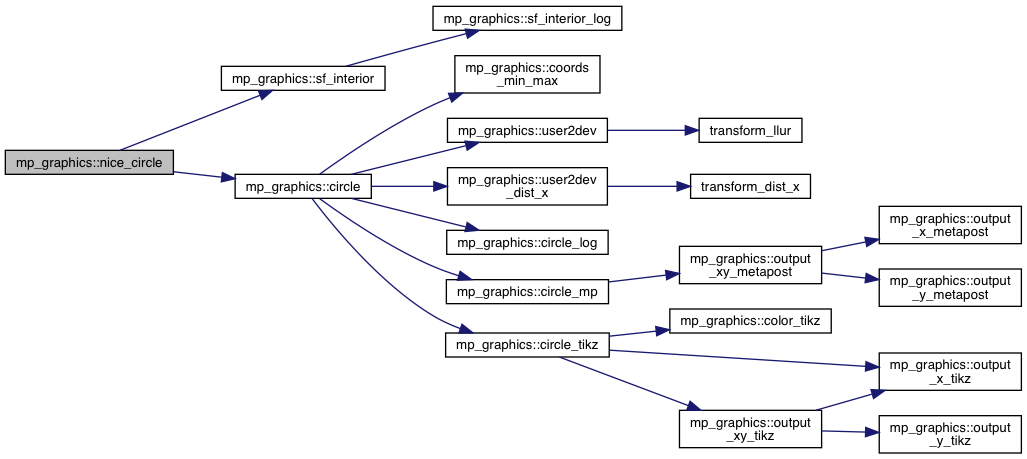 mp_graphics::sf_interior_log
mp_graphics::sf_interior
mp_graphics::coords
_min_max
mp_graphics::user2dev
transform_llur
mp_graphics::nice_circle
mp_graphics::circle
mp_graphics::user2dev
_dist_x
transform_dist_x
mp_graphics::circle_log
mp_graphics::output
_x_metapost
mp_graphics::output
_xy_metapost
mp_graphics::circle_mp
mp_graphics::output
_y_metapost
mp_graphics::color_tikz
mp_graphics::circle_tikz
mp_graphics::output
_x_tikz
mp_graphics::output
_xy_tikz
mp_graphics::output
_y_tikz